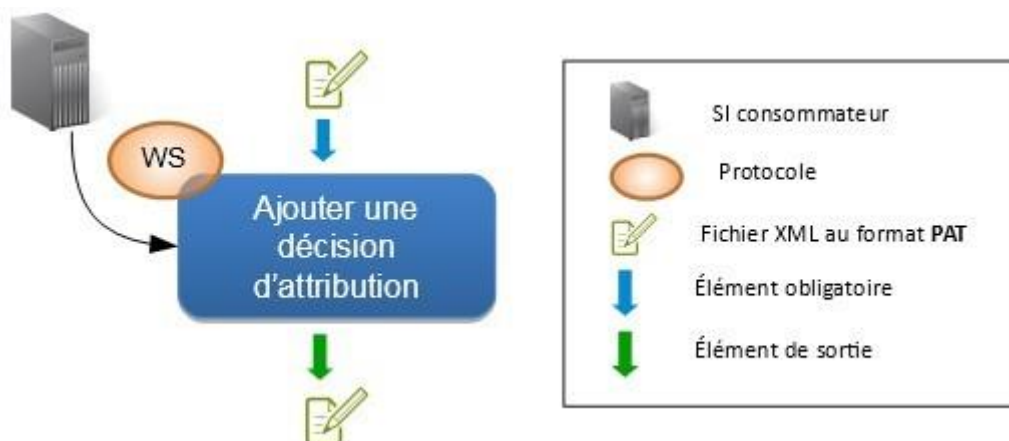 WS
Ajouter une
décision
d'attribution
SI consommateur
Protocole
Fichier XML au format PAT
Élément obligatoire
Élément de sortie